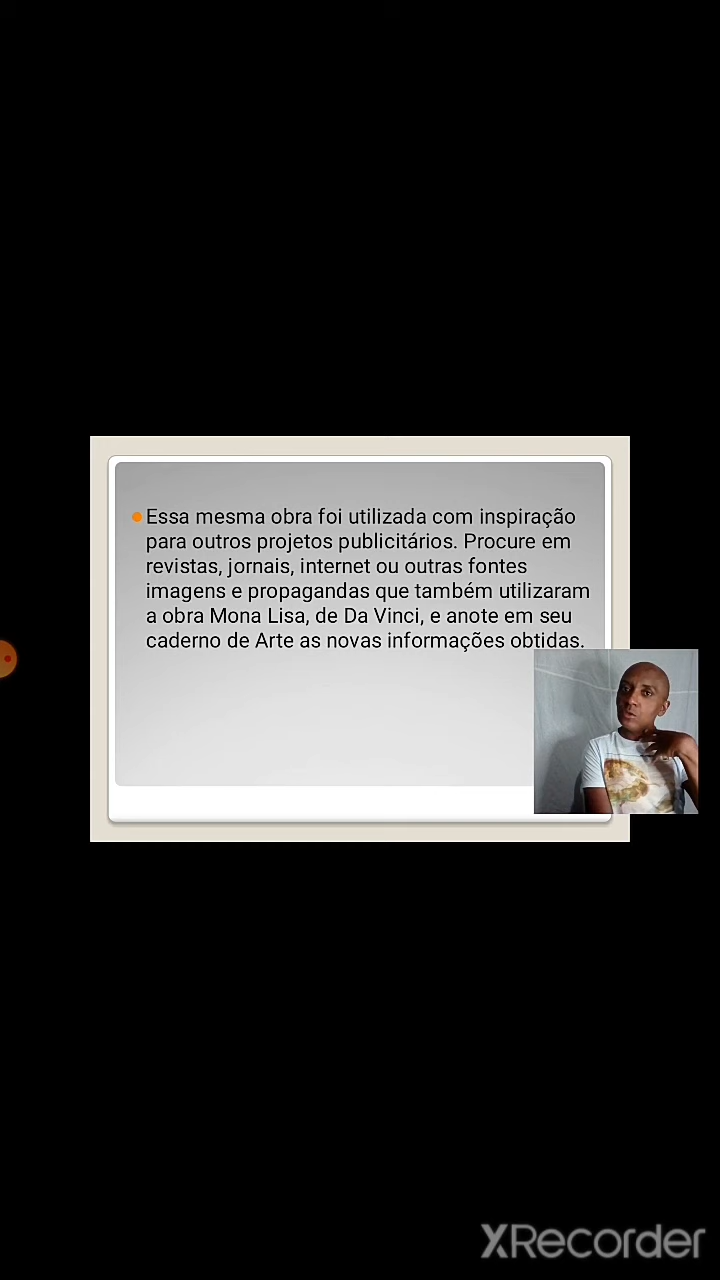 Essa mesma obra foi utilizada com inspiração
para outros projetos publicitários. Procure em
revistas, jornais, internet ou outras fontes
imagens e propagandas que também utilizaram
a obra Mona Lisa, de Da Vinci, e anote em seu
caderno de Arte as novas informações obtidas.
XRecorder